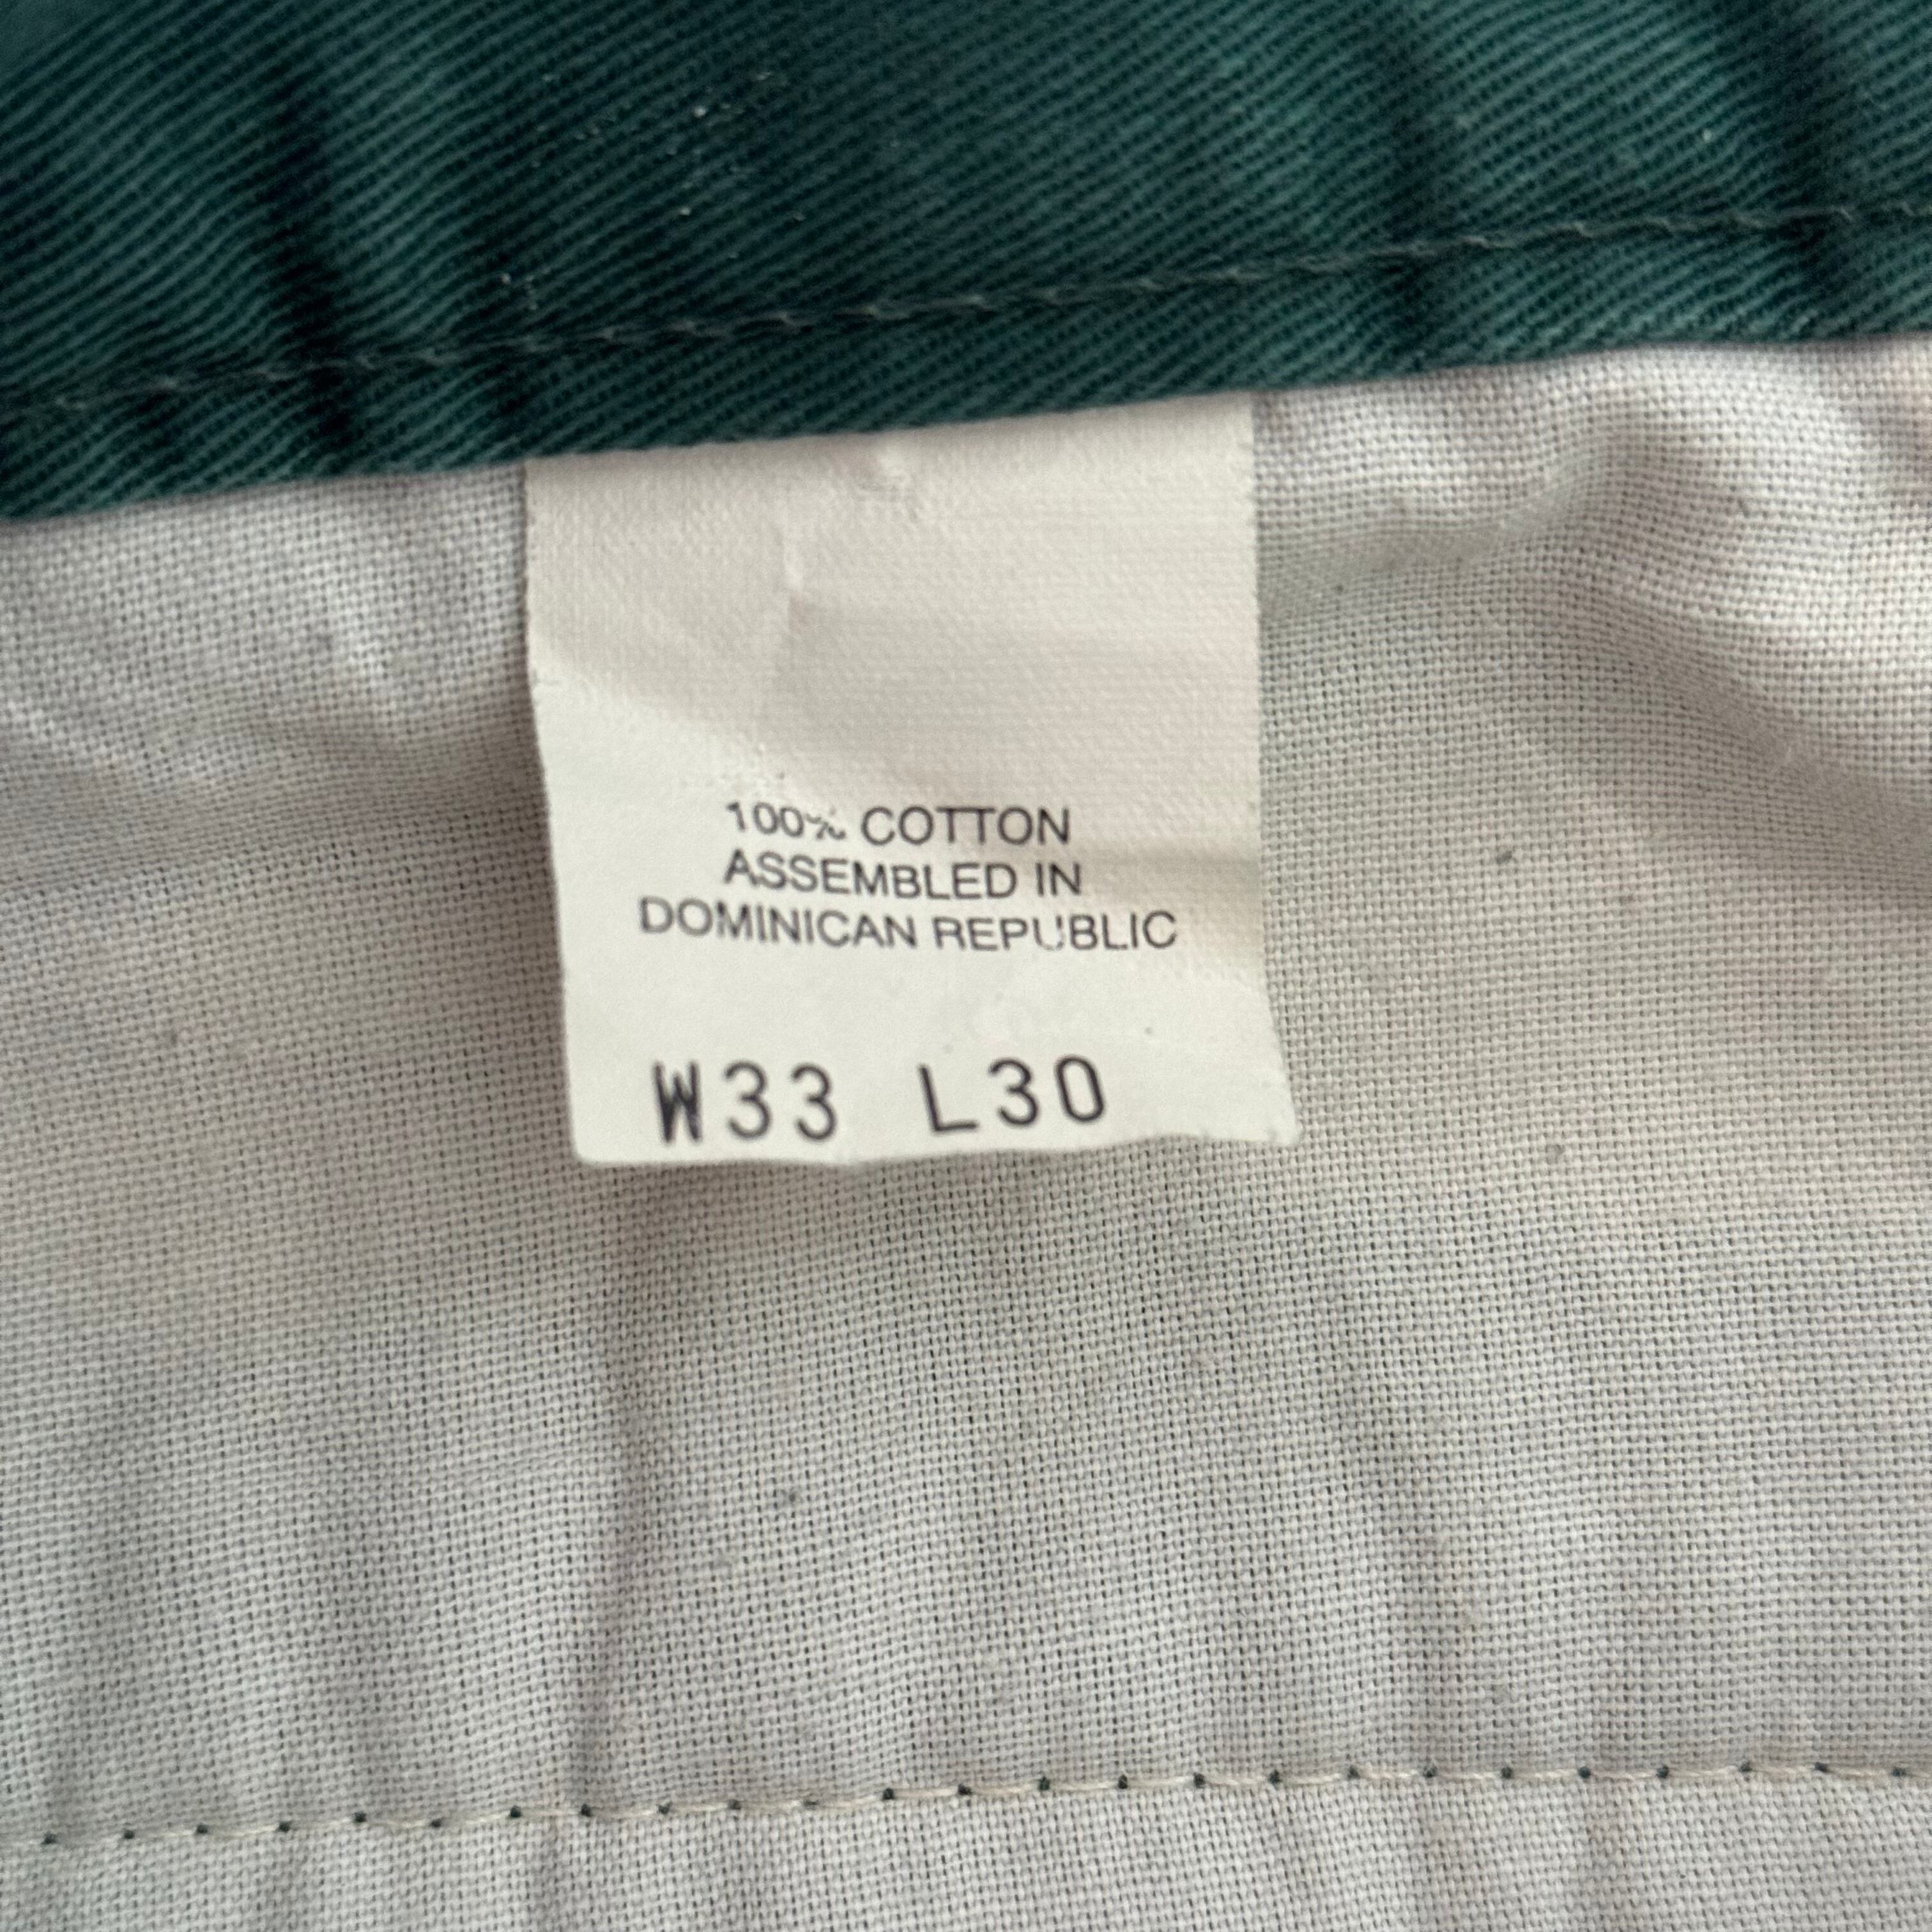 100% COTTON
ASSEMBLED IN
DOMINICAN REPUBLIC
W33 L30